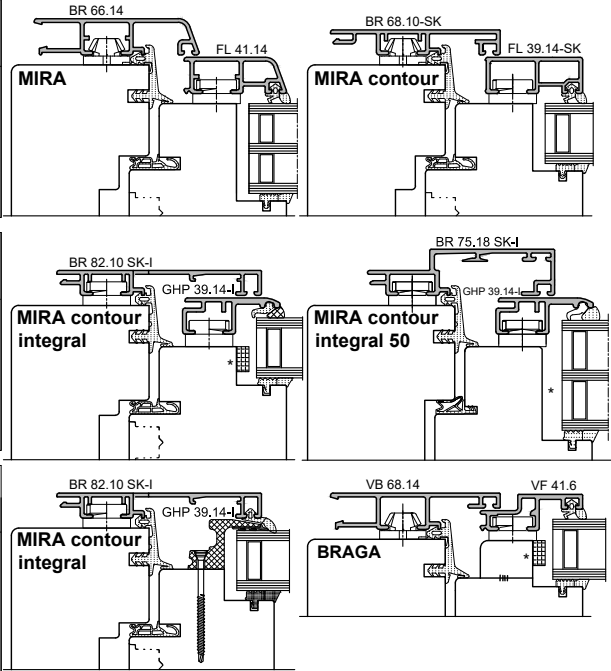 BR 66.14
FL 41.14
MIRA
BR 68.10-SK
FL 39.14-SK
MIRA contour
BR 82.10 SK-I
GHP 39.14-I
MIRA contour
integral
*
BR 75.18 SK-I
GHP 39.14-I
MIRA contour
integral 50
*
BR 82.10 SK-I
GHP 39.14-I
MIRA contour
integral
VB 68.14
VF 41.6
BRAGA
*